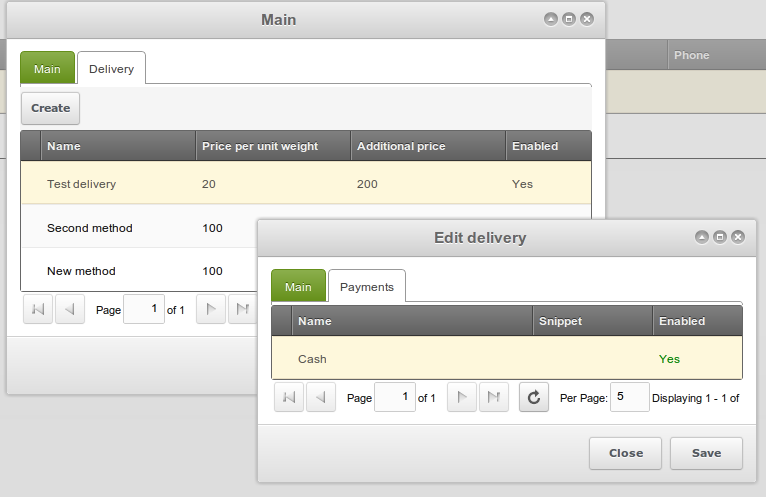 Main
Phone
Main Delivery
Create
Name Price per unit weight Additional price Enabled
Test delivery 20 200 Yes
Second method 100
New method 100
Page 1 of 1
Edit delivery
Main Payments
Name Snippet Enabled
Cash Yes
Page 1 of 1 Per Page: 5 Displaying 1 - 1 of
Close Save